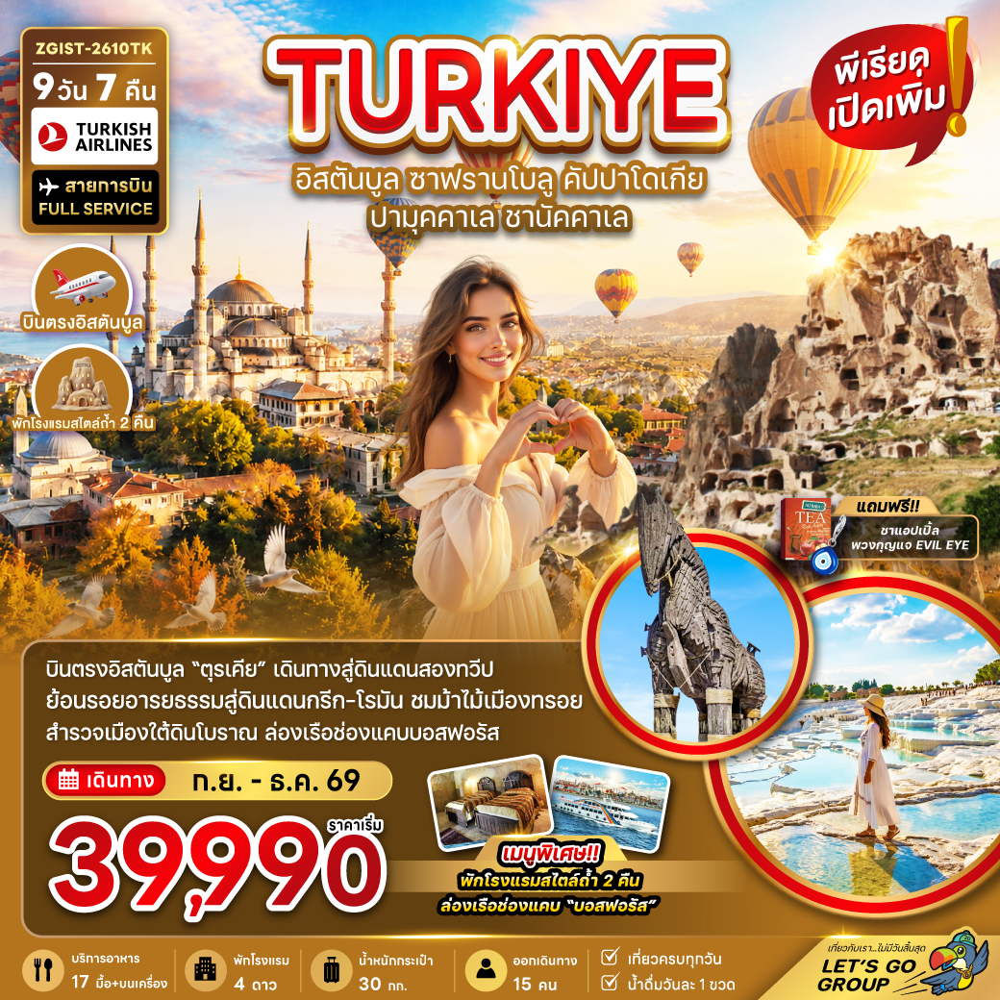 ZGIST-2610TK
9 วัน 7 คืน
TURKISH
AIRLINES
สายการบิน
FULL SERVICE
TURKIYE
อิสตันบูล ซาฟรานโบลู คัปปาโดเกีย
ปามุคคาเล ชานัคคาเล
พีเรียด
เปิดเพิ่ม!
บินตรงอิสตันบูล
พักโรงแรมสไตล์ถ้ำ 2 คืน
แถมฟรี!!
ชาแอปเปิ้ล
พวงกุญแจ EVIL EYE
TEA
บินตรงอิสตันบูล “ตุรเคีย” เดินทางสู่ดินแดนสองทวีป
ย้อนรอยอารยธรรมสู่ดินแดนกรีก-โรมัน ชมม้าไม้เมืองทรอย
สำรวจเมืองใต้ดินโบราณ ล่องเรือช่องแคบบอสฟอรัส
เดินทาง
ก.ย. - ธ.ค. 69
ราคาเริ่ม
39,990
เมนูพิเศษ!!
พักโรงแรมสไตล์ถ้ำ 2 คืน
ล่องเรือช่องแคบ “บอสฟอรัส”
บริการอาหาร
17 มื้อ+บนเครื่อง
พักโรงแรม
4 ดาว
น้ำหนักกระเป๋า
30 กก.
ออกเดินทาง
15 คน
เที่ยวครบทุกวัน
น้ำดื่มวันละ 1 ขวด
เที่ยวกับเรา...ไม่มีวันสิ้นสุด
LET'S GO
GROUP